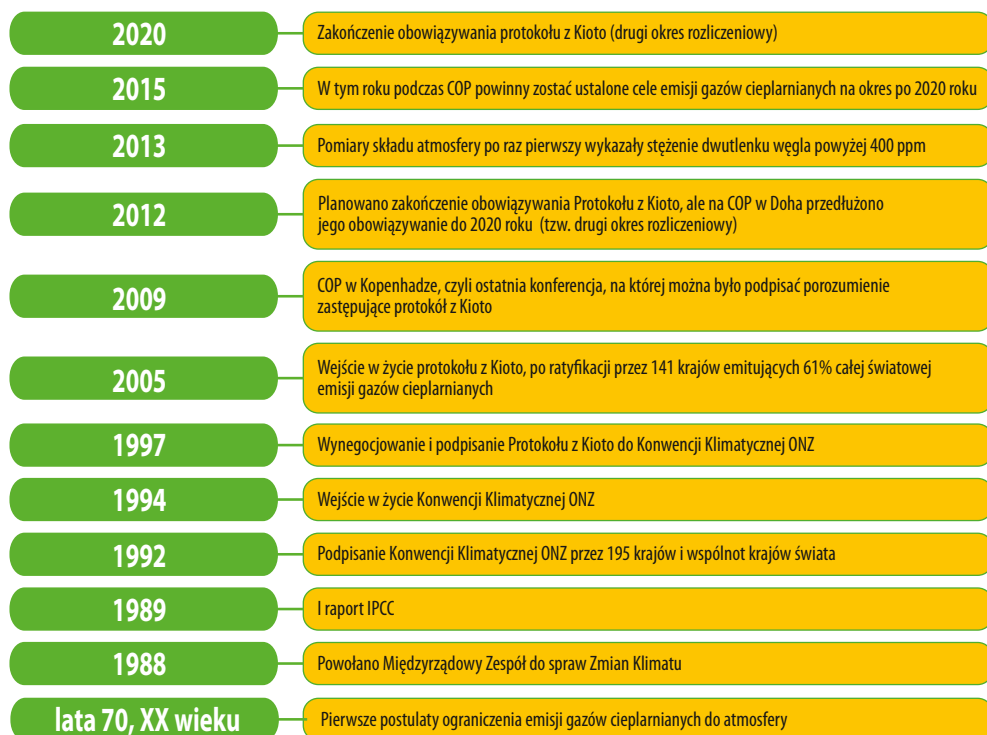 2020
Zakończenie obowiązywania protokołu z Kioto (drugi okres rozliczeniowy)
2015
W tym roku podczas COP powinny zostać ustalone cele emisji gazów cieplarnianych na okres po 2020 roku
2013
Pomiary składu atmosfery po raz pierwszy wykazały stężenie dwutlenku węgla powyżej 400 ppm
2012
Planowano zakończenie obowiązywania Protokołu z Kioto, ale na COP w Doha przedłużono
jego obowiązywanie do 2020 roku (tzw. drugi okres rozliczeniowy)
2009
COP w Kopenhadze, czyli ostatnia konferencja, na której można było podpisać porozumienie
zastępujące protokół z Kioto
2005
Wejście w życie protokołu z Kioto, po ratyfikacji przez 141 krajów emitujących 61% całej światowej
emisji gazów cieplarnianych
1997
Wynegocjowanie i podpisanie Protokołu z Kioto do Konwencji Klimatycznej ONZ
1994
Wejście w życie Konwencji Klimatycznej ONZ
1992
Podpisanie Konwencji Klimatycznej ONZ przez 195 krajów i wspólnot krajów świata
1989
I raport IPCC
1988
Powołano Międzyrządowy Zespół do spraw Zmian Klimatu
lata 70, XX wieku
Pierwsze postulaty ograniczenia emisji gazów cieplarnianych do atmosfery